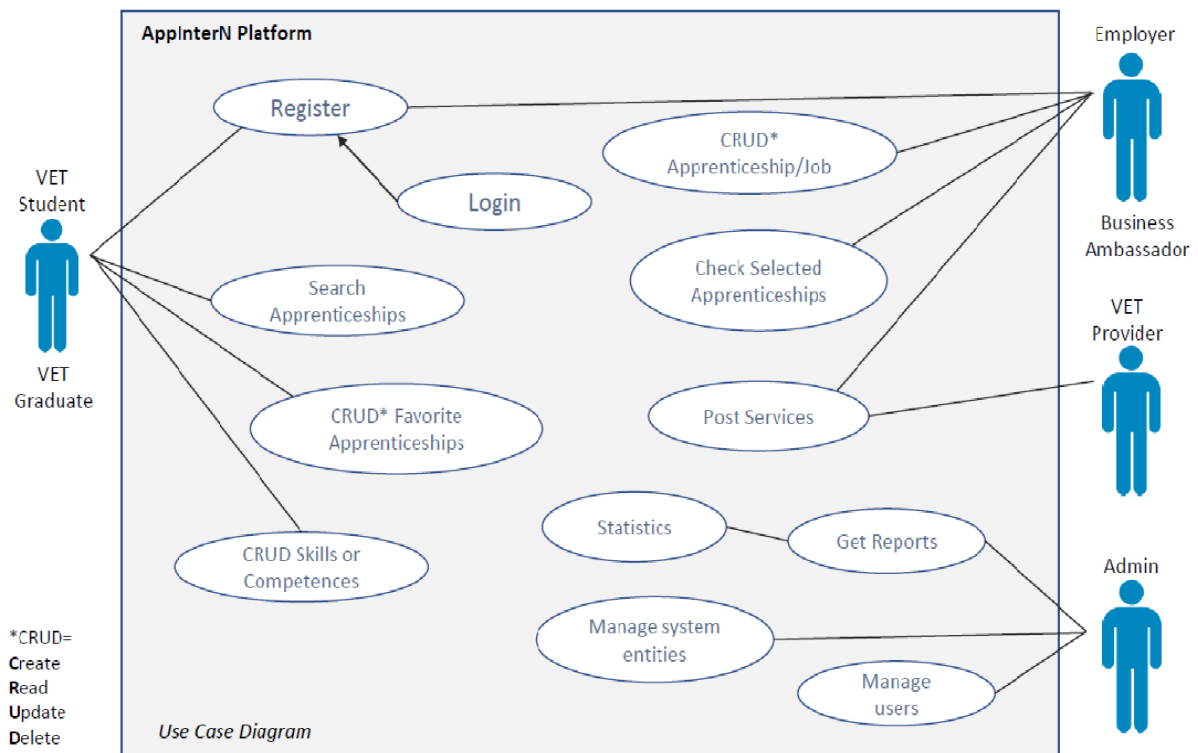 AppInterN Platform
Employer
Register
CRUD*
Apprenticeship/Job
VET
Student
Login
Business
Ambassador
Search
Apprenticeships
Check Selected
Apprenticeships
VET
Provider
VET
Graduate
CRUD* Favorite
Apprenticeships
Post Services
Statistics
Get Reports
CRUD Skills or
Competences
Admin
Manage system
entities
Manage
users
*CRUD=
Create
Read
Update
Delete
Use Case Diagram